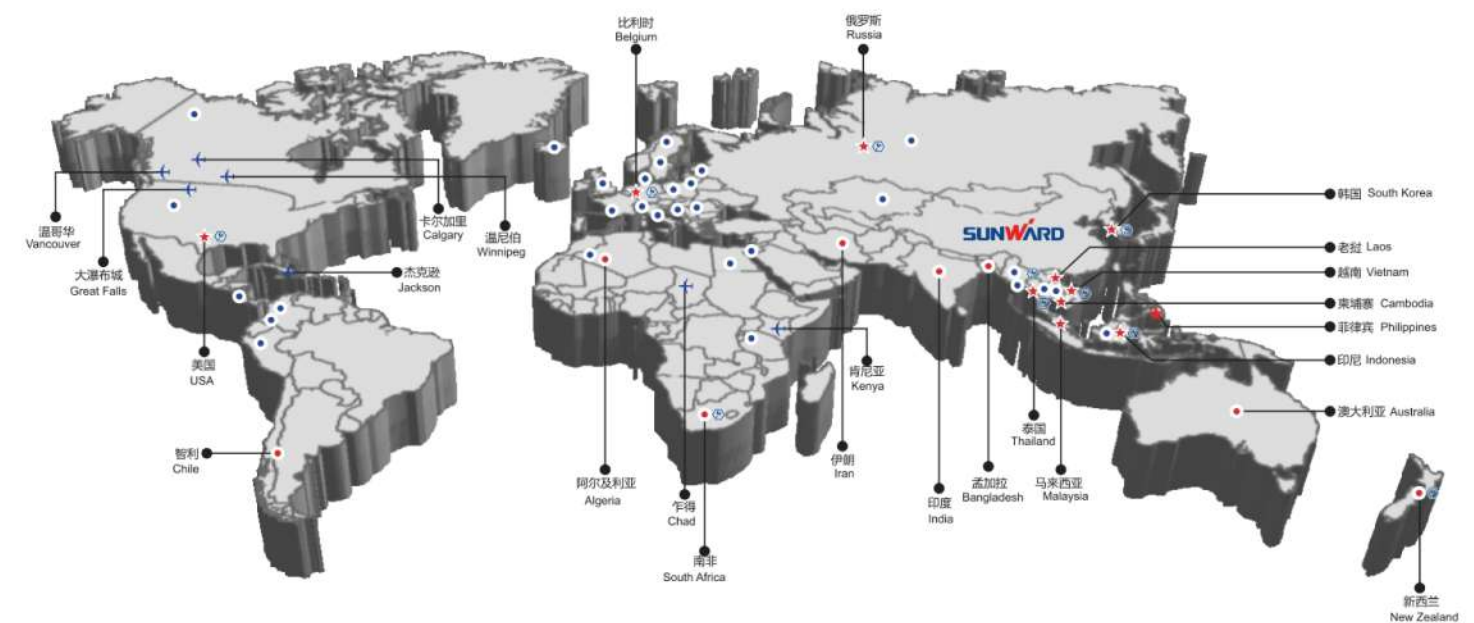 比利时
Belgium
俄罗斯
Russia
温哥华
Vancouver
大瀑布城
Great Falls
卡尔加里
Calgary
温尼伯
Winnipeg
杰克逊
Jackson
美国
USA
智利
Chile
阿尔及利亚
Algeria
乍得
Chad
南非
South Africa
肯尼亚
Kenya
伊朗
Iran
印度
India
孟加拉
Bangladesh
泰国
Thailand
马来西亚
Malaysia
SUNWARD
韩国 South Korea
老挝 Laos
越南 Vietnam
柬埔寨 Cambodia
菲律宾 Philippines
印尼 Indonesia
澳大利亚 Australia
新西兰
New Zealand